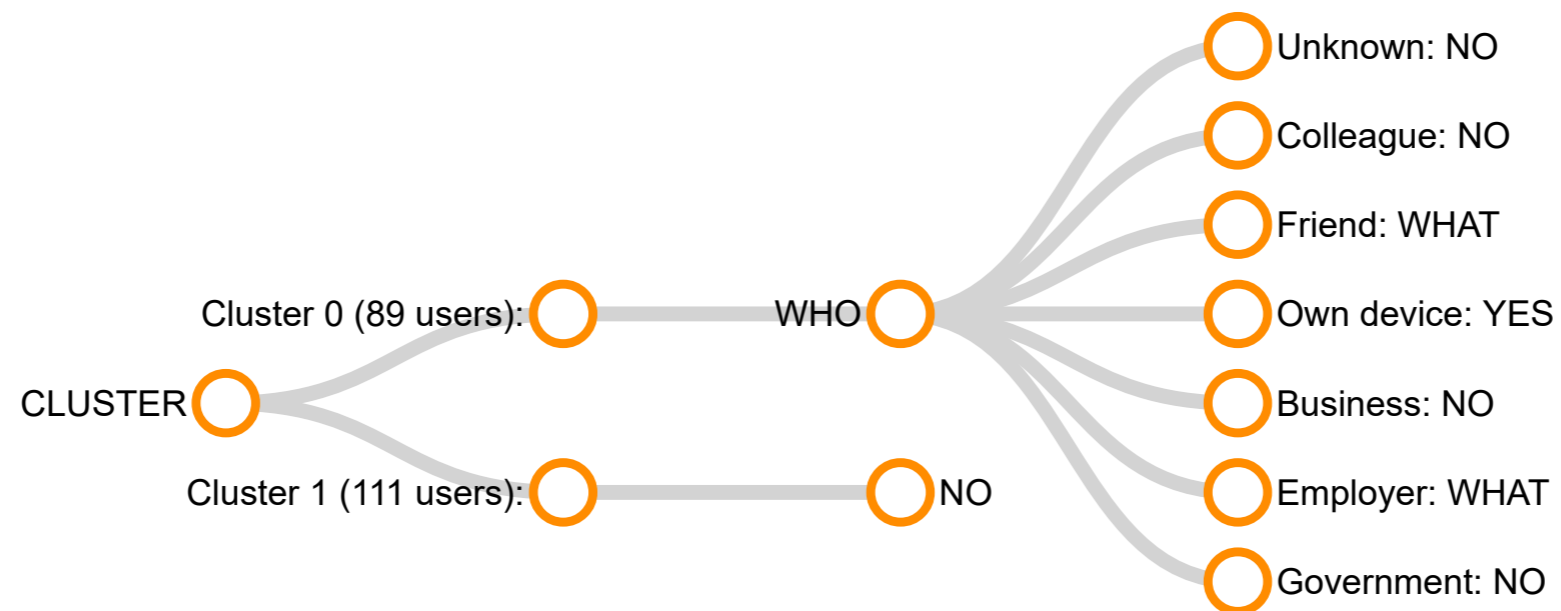 CLUSTER
Cluster 0 (89 users):
WHO
Unknown: NO
Colleague: NO
Friend: WHAT
Own device: YES
Business: NO
Employer: WHAT
Government: NO
Cluster 1 (111 users):
NO